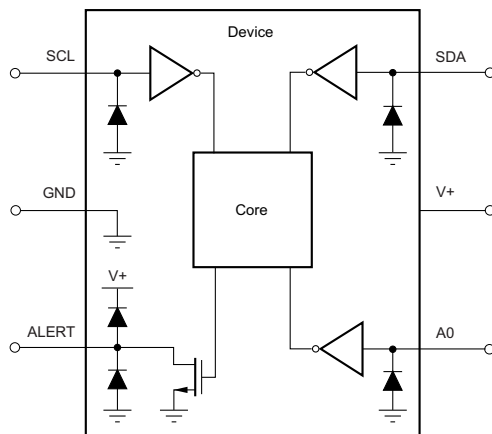 Device
SCL
SDA
GND
Core
V+
V+
ALERT
A0